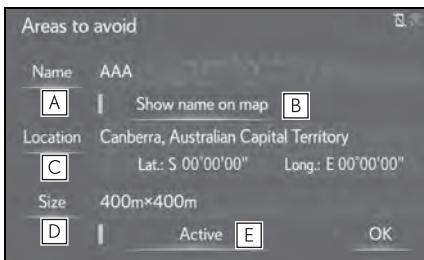 Areas to avoid
Name AAA
A Show name on map B
Location Canberra, Australian Capital Territory
C Lat.: S 00°00'00" Long.: E 00°00'00"
Size 400m×400m
D Active E OK